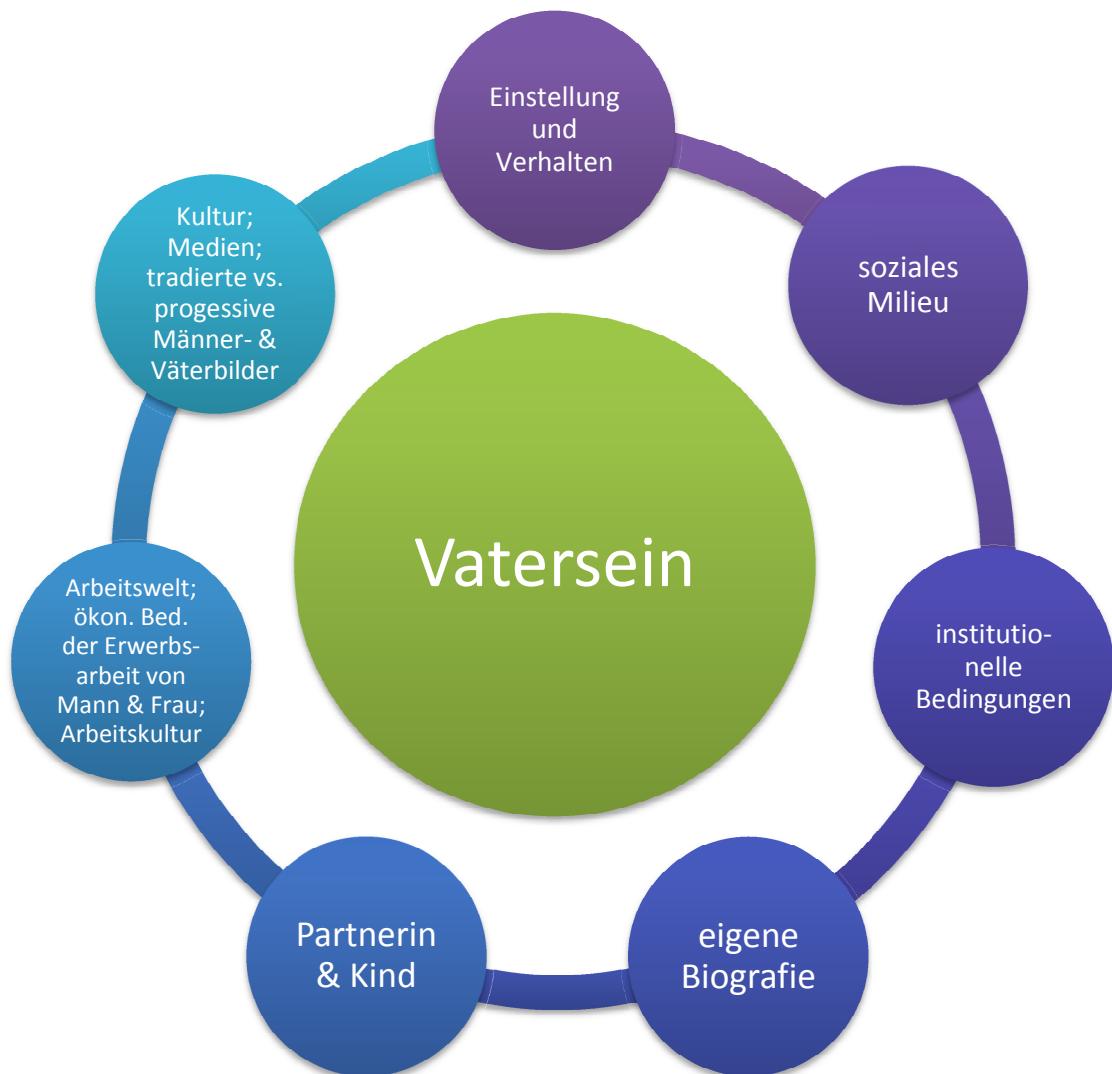 Einstellung
und
Verhalten
soziales
Milieu
institutio-
nelle
Bedingungen
eigene
Biografie
Partnerin
& Kind
Arbeitswelt;
ökon. Bed.
der Erwerbs-
arbeit von
Mann & Frau;
Arbeitskultur
Kultur;
Medien;
tradierte vs.
progessive
Männer- &
Väterbilder
Vatersein